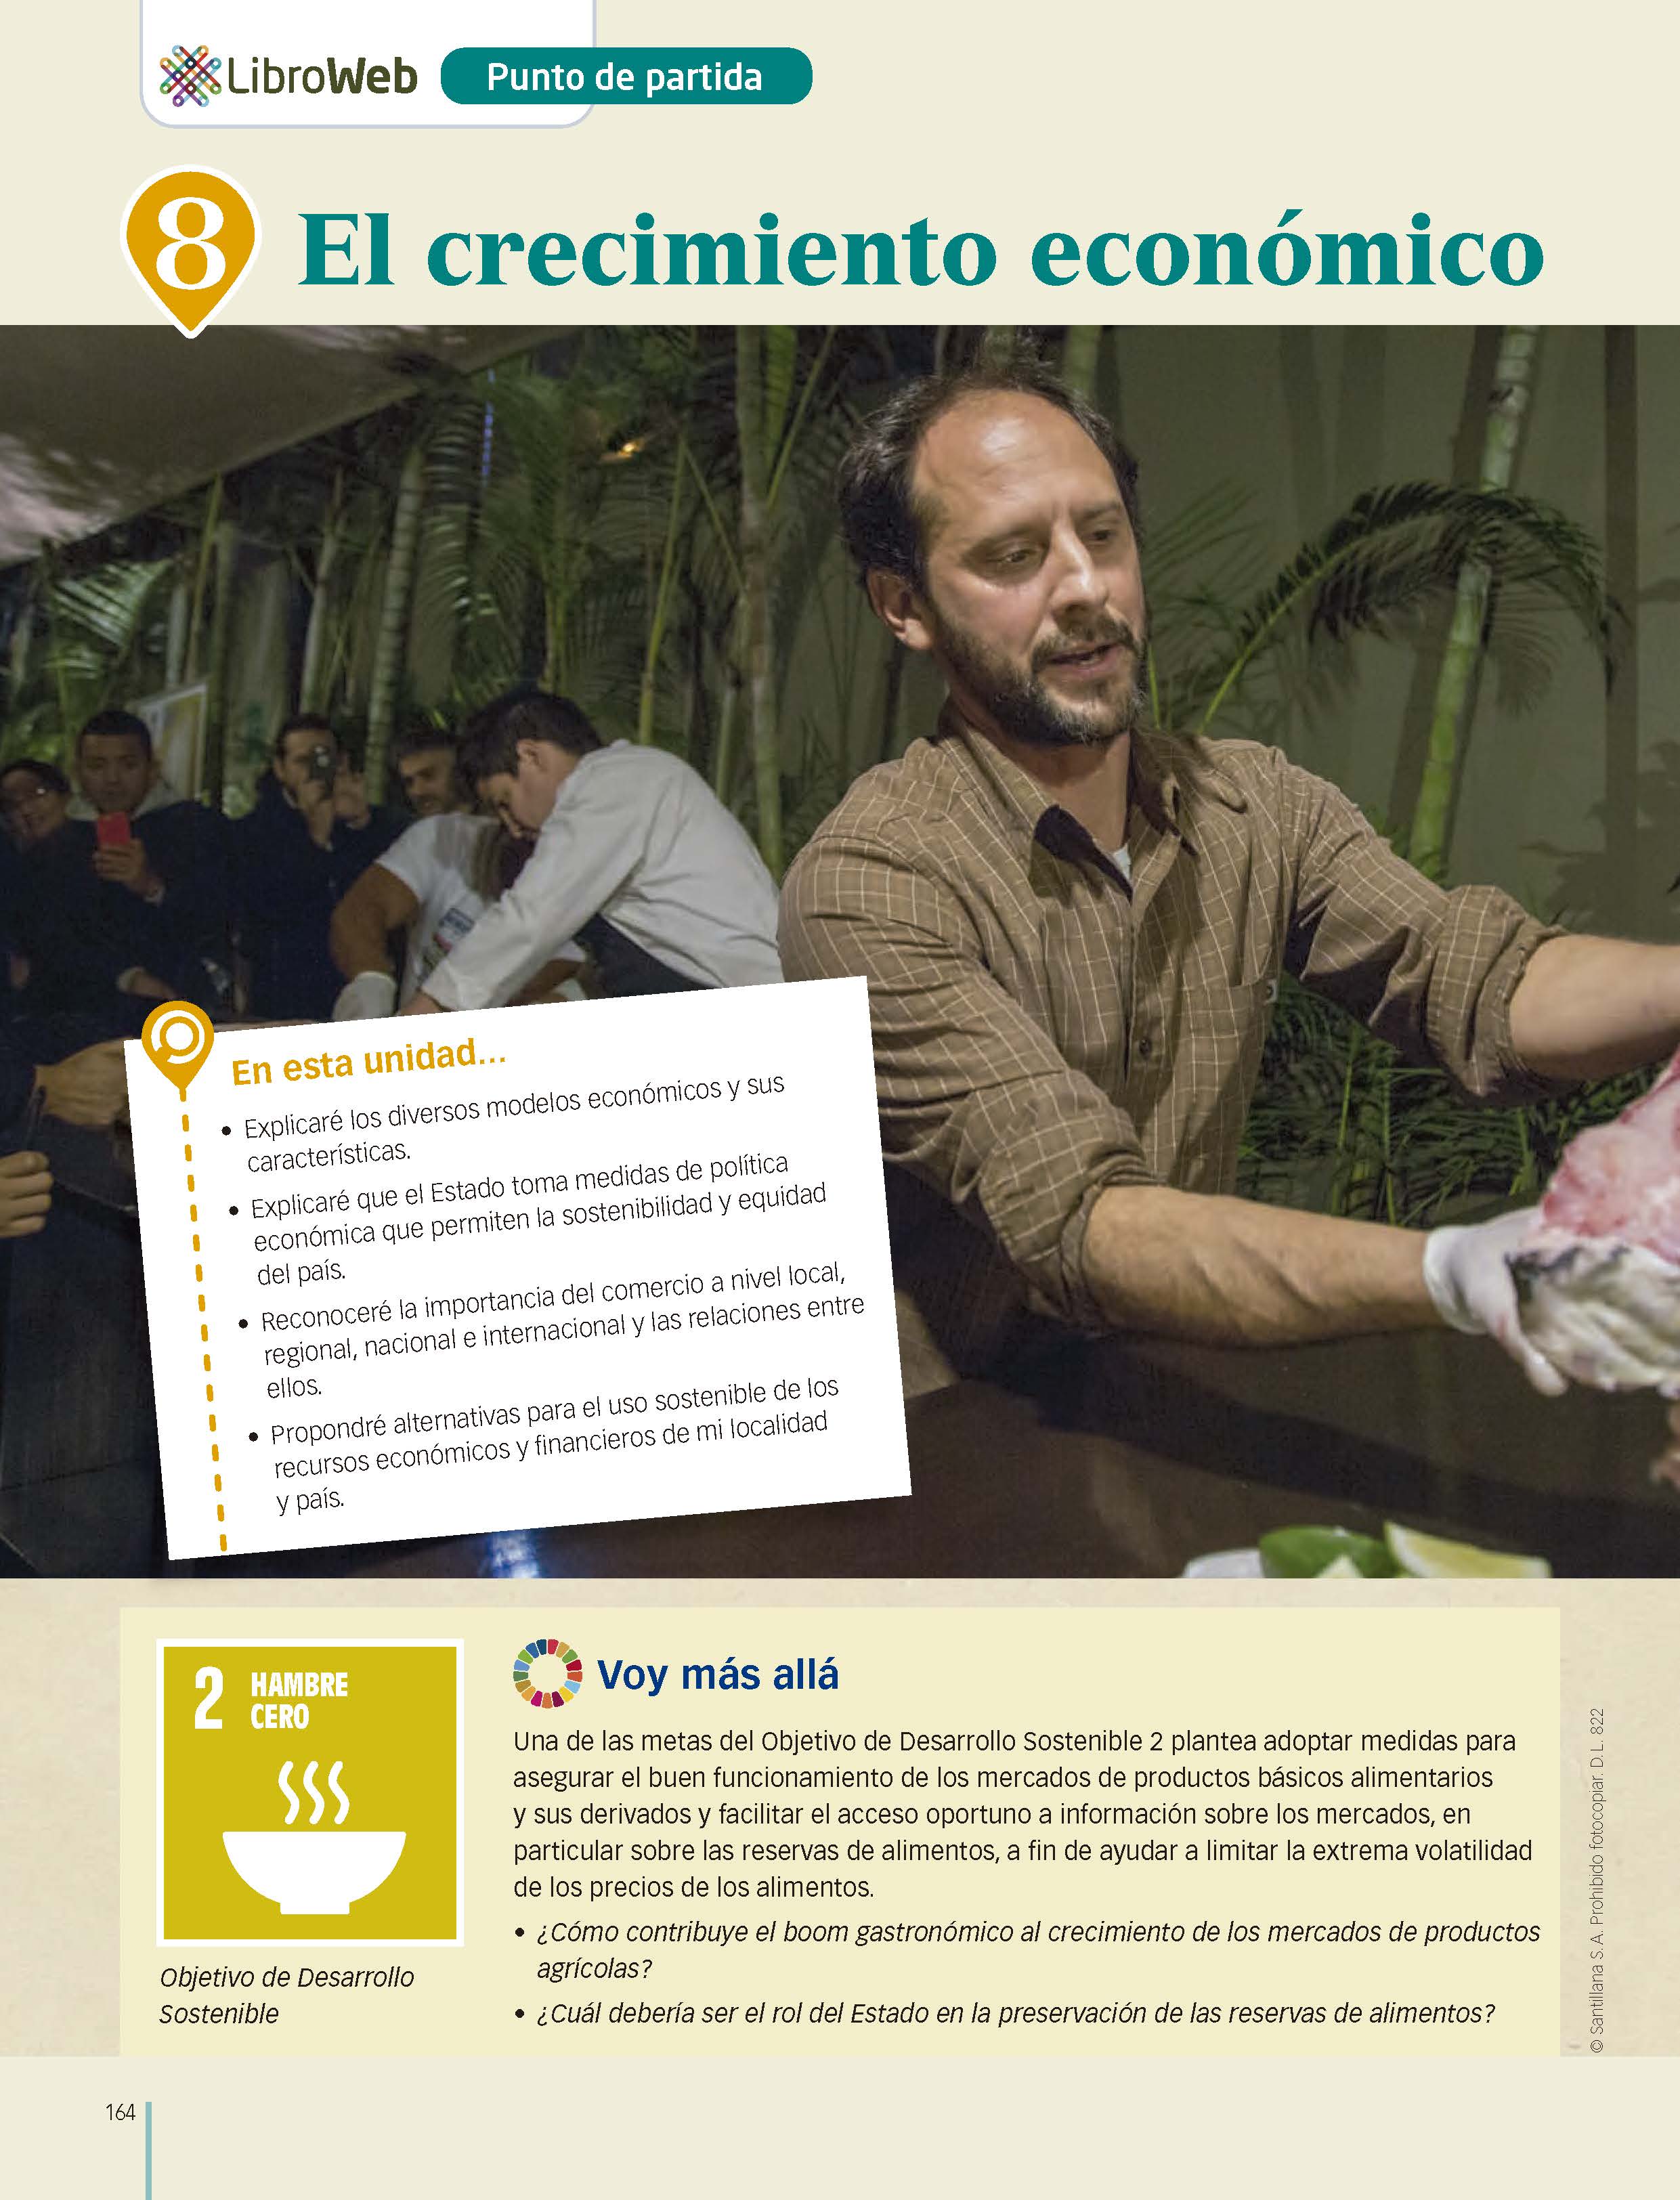 LibroWeb Punto de partida
8 El crecimiento económico
En esta unidad...
• Explicaré los diversos modelos económicos y sus
características.
• Explicaré que el Estado toma medidas de política
económica que permiten la sostenibilidad y equidad
del país.
• Reconoceré la importancia del comercio a nivel local,
regional, nacional e internacional y las relaciones entre
ellos.
• Propondré alternativas para el uso sostenible de los
recursos económicos y financieros de mi localidad
y país.
2 HAMBRE
CERO
Objetivo de Desarrollo
Sostenible
Voy más allá
Una de las metas del Objetivo de Desarrollo Sostenible 2 plantea adoptar medidas para
asegurar el buen funcionamiento de los mercados de productos básicos alimentarios
y sus derivados y facilitar el acceso oportuno a información sobre los mercados, en
particular sobre las reservas de alimentos, a fin de ayudar a limitar la extrema volatilidad
de los precios de los alimentos.
• ¿Cómo contribuye el boom gastronómico al crecimiento de los mercados de productos
agrícolas?
• ¿Cuál debería ser el rol del Estado en la preservación de las reservas de alimentos?
© Santillana S.A. Prohibido fotocopiar. D.L. 822
164